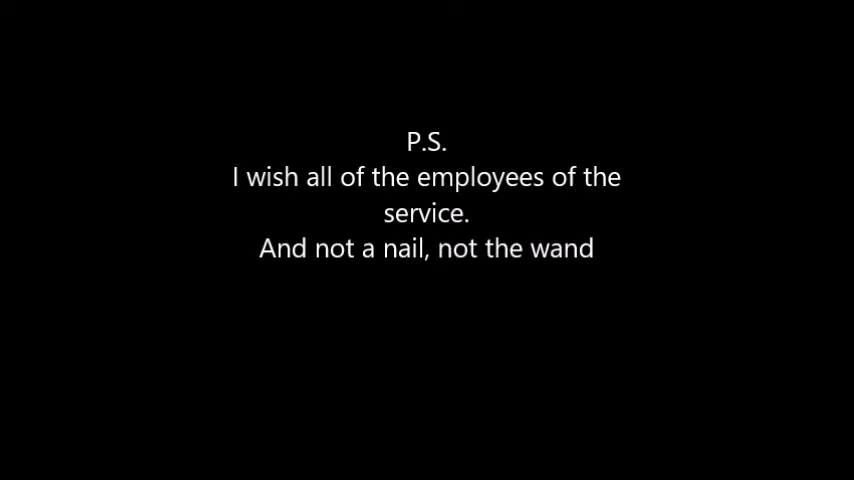 P.S.
I wish all of the employees of the
service.
And not a nail, not the wand